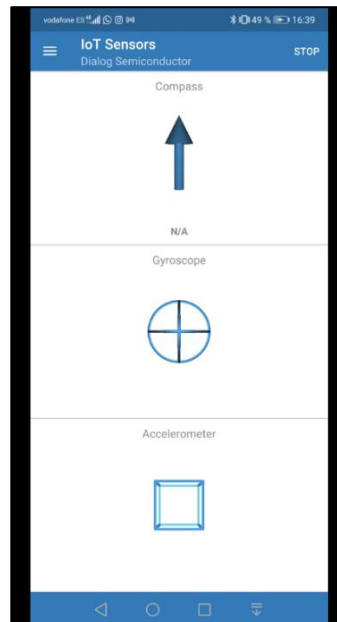 vodafone ES 49 % 16:39
IoT Sensors
STOP
Dialog Semiconductor
Compass
N/A
Gyroscope
Accelerometer